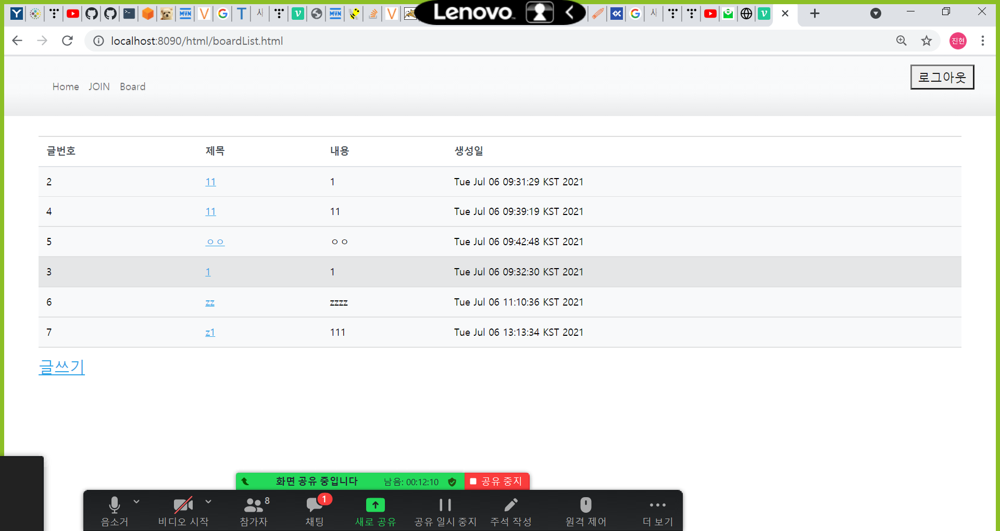 Lenovo
localhost:8090/html/boardList.html
진현
Home JOIN Board
로그아웃
글번호 제목 내용 생성일
2 11 1 Tue Jul 06 09:31:29 KST 2021
4 11 11 Tue Jul 06 09:39:19 KST 2021
5 ㅇㅇ ㅇㅇ Tue Jul 06 09:42:48 KST 2021
3 1 1 Tue Jul 06 09:32:30 KST 2021
6 zz zzzz Tue Jul 06 11:10:36 KST 2021
7 z1 111 Tue Jul 06 13:13:34 KST 2021
글쓰기
화면 공유 중입니다 남음: 00:12:10 공유 중지
8 1
음소거 비디오 시작 참가자 채팅 새로 공유 공유 일시 중지 주석 작성 원격 제어 더 보기